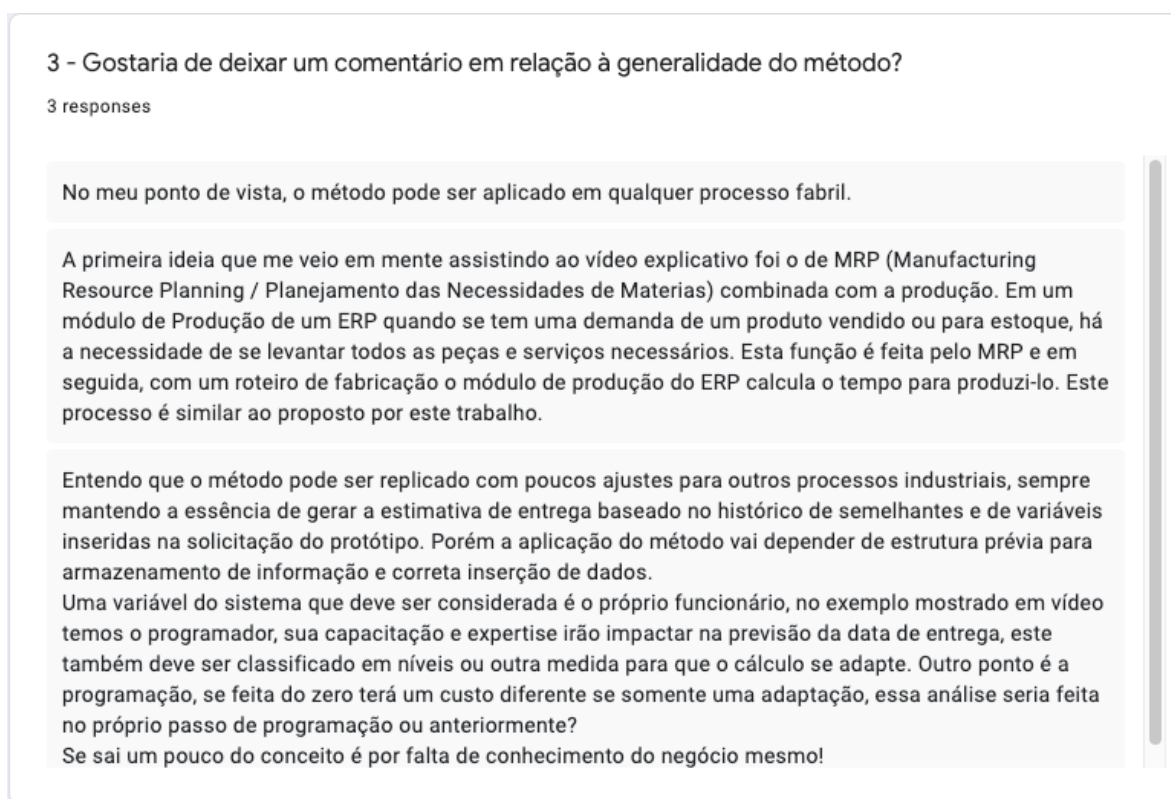 3 - Gostaria de deixar um comentário em relação à generalidade do método?
3 responses
No meu ponto de vista, o método pode ser aplicado em qualquer processo fabril.
A primeira ideia que me veio em mente assistindo ao vídeo explicativo foi o de MRP (Manufacturing
Resource Planning / Planejamento das Necessidades de Materias) combinada com a produção. Em um
módulo de Produção de um ERP quando se tem uma demanda de um produto vendido ou para estoque, há
a necessidade de se levantar todos as peças e serviços necessários. Esta função é feita pelo MRP e em
seguida, com um roteiro de fabricação o módulo de produção do ERP calcula o tempo para produzi-lo. Este
processo é similar ao proposto por este trabalho.
Entendo que o método pode ser replicado com poucos ajustes para outros processos industriais, sempre
mantendo a essência de gerar a estimativa de entrega baseado no histórico de semelhantes e de variáveis
inseridas na solicitação do protótipo. Porém a aplicação do método vai depender de estrutura prévia para
armazenamento de informação e correta inserção de dados.
Uma variável do sistema que deve ser considerada é o próprio funcionário, no exemplo mostrado em vídeo
temos o programador, sua capacitação e expertise irão impactar na previsão da data de entrega, este
também deve ser classificado em níveis ou outra medida para que o cálculo se adapte. Outro ponto é a
programação, se feita do zero terá um custo diferente se somente uma adaptação, essa análise seria feita
no próprio passo de programação ou anteriormente?
Se sai um pouco do conceito é por falta de conhecimento do negócio mesmo!